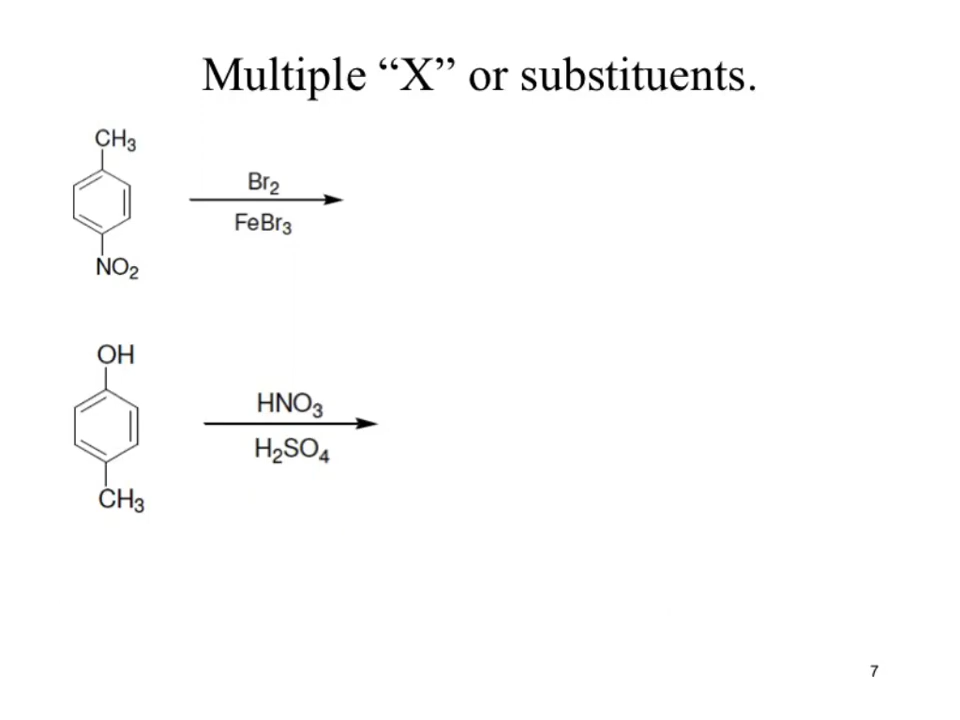 Multiple “X” or substituents.
CH3
Br2
FeBr3
NO2
OH
HNO3
H2SO4
CH3
7